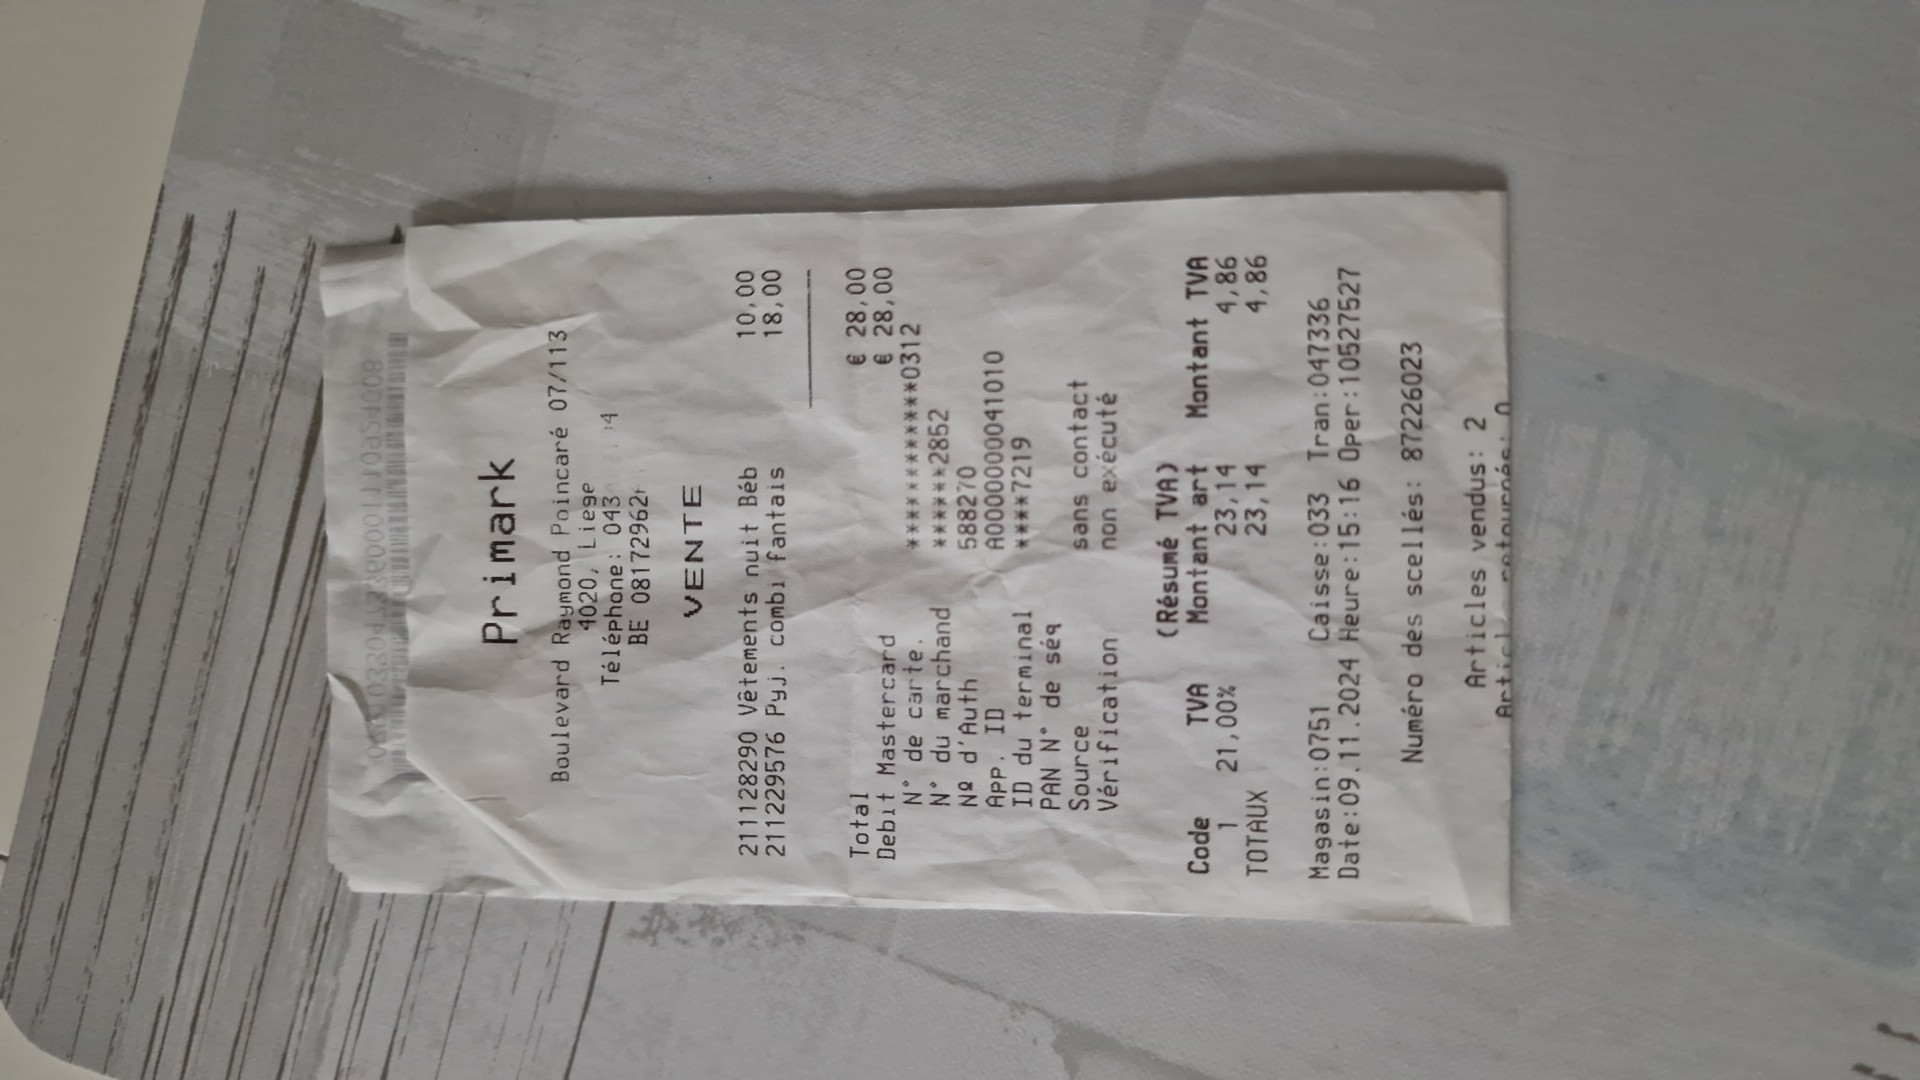 Primark
Boulevard Raymond Poincaré 07/113
4020, Liege
Téléphone: 043
BE
VENTE
2111128290 Vêtements nuit Béb 10,00
211229576 Pyj. combi fantais 18,00
Total € 28,00
Debit Mastercard € 28,00
N° de carte. ************0312
N° du marchand ******2852
Nº d'Auth 588270
App. ID A0000000041010
ID du terminal ****7219
PAN N° de séq
Source sans contact
Vérification non exécuté
(Résumé TVA)
Code TVA Montant art Montant TVA
1 21,00% 23,14 4,86
TOTAUX 23,14 4,86
Magasin:0751 Caisse:033 Tran:047336
Date:09.11.2024 Heure:15:16 Oper:10527527
Numéro des scellés: 87226023
Articles vendus: 2